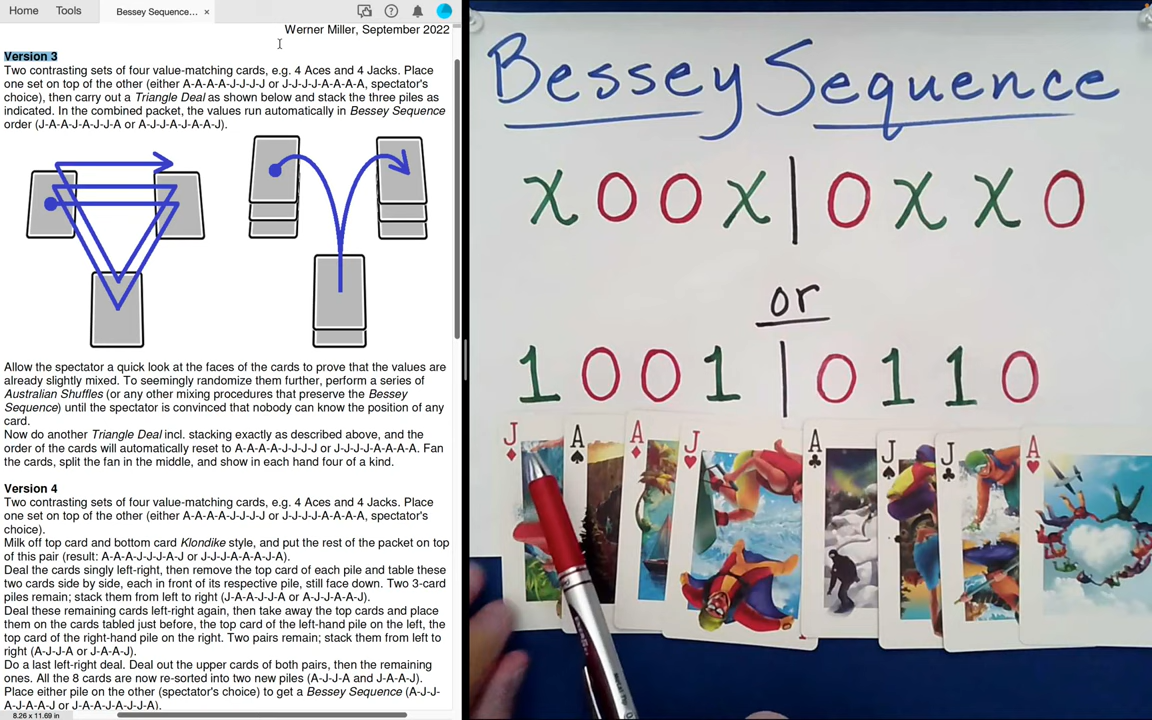 Home
Tools
Bessey Sequence... ×
Werner Miller, September 2022
Version 3
Two contrasting sets of four value-matching cards, e.g. 4 Aces and 4 Jacks. Place
one set on top of the other (either A-A-A-A-J-J-J-J or J-J-J-J-A-A-A-A, spectator's
choice), then carry out a Triangle Deal as shown below and stack the three piles as
indicated. In the combined packet, the values run automatically in Bessey Sequence
order (J-A-A-J-A-J-J-A or A-J-J-A-J-A-A-J).
Allow the spectator a quick look at the faces of the cards to prove that the values are
already slightly mixed. To seemingly randomize them further, perform a series of
Australian Shuffles (or any other mixing procedures that preserve the Bessey
Sequence) until the spectator is convinced that nobody can know the position of any
card.
Now do another Triangle Deal incl. stacking exactly as described above, and the
order of the cards will automatically reset to A-A-A-A-J-J-J-J or J-J-J-J-A-A-A-A. Fan
the cards, split the fan in the middle, and show in each hand four of a kind.
Version 4
Two contrasting sets of four value-matching cards, e.g. 4 Aces and 4 Jacks. Place
one set on top of the other (either A-A-A-A-J-J-J-J or J-J-J-J-A-A-A-A, spectator's
choice).
Milk off top card and bottom card Klondike style, and put the rest of the packet on top
of this pair (result: A-A-A-J-J-J-A-J or J-J-J-A-A-A-J-A).
Deal the cards singly left-right, then remove the top card of each pile and table these
two cards side by side, each in front of its respective pile, still face down. Two 3-card
piles remain; stack them from left to right (J-A-A-J-J-A or A-J-J-A-A-J).
Deal these remaining cards left-right again, then take away the top cards and place
them on the cards tabled just before, the top card of the left-hand pile on the left, the
top card of the right-hand pile on the right. Two pairs remain; stack them from left to
right (A-J-J-A or J-A-A-J).
Do a last left-right deal. Deal out the upper cards of both pairs, then the remaining
ones. All the 8 cards are now re-sorted into two new piles (A-J-J-A and J-A-A-J).
Place either pile on the other (spectator's choice) to get a Bessey Sequence (A-J-J-
A-J-A-A-J or J-A-A-J-A-J-J-A).
8.26 x 11.69 in
Bessey Sequence
X O O X | O X X O
or
1 0 0 1 | 0 1 1 0
J A A J A J J A